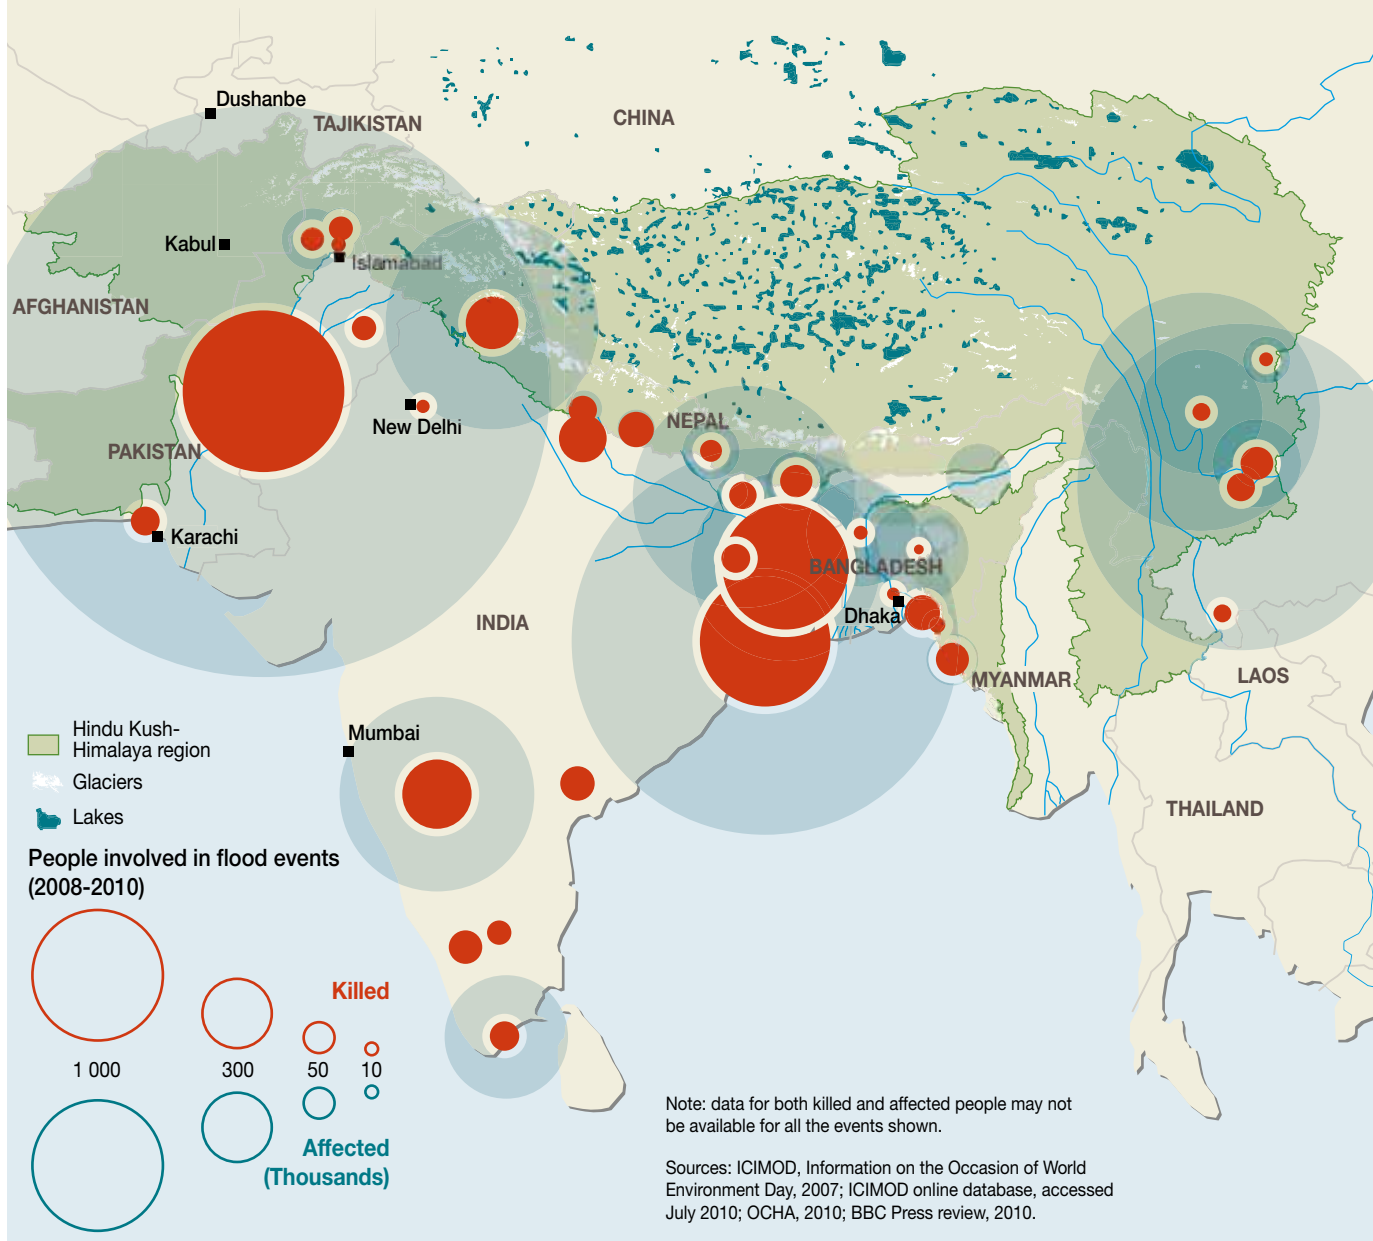 Dushanbe
TAJIKISTAN
CHINA
Kabul
Islamabad
AFGHANISTAN
New Delhi
NEPAL
PAKISTAN
Karachi
BANGLADESH
Dhaka
INDIA
MYANMAR
LAOS
Mumbai
THAILAND
Hindu Kush-
Himalaya region
Glaciers
Lakes
People involved in flood events
(2008-2010)
Killed
1 000
300
50
10
Affected
(Thousands)
Note: data for both killed and affected people may not
be available for all the events shown.
Sources: ICIMOD, Information on the Occasion of World
Environment Day, 2007; ICIMOD online database, accessed
July 2010; OCHA, 2010; BBC Press review, 2010.